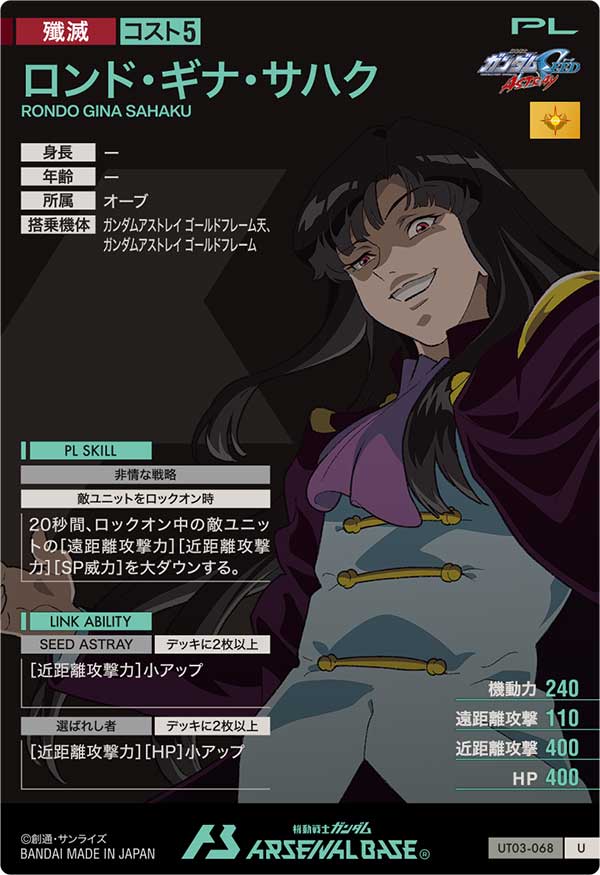 殲滅 コスト5 PL
ロンド・ギナ・サハク
RONDO GINA SAHAKU
ガンダムSEED
ASTRAY
身長 ―
年齢 ―
所属 オーブ
搭乗機体 ガンダムアストレイ ゴールドフレーム天、
ガンダムアストレイ ゴールドフレーム
PL SKILL
非情な戦略
敵ユニットをロックオン時
20秒間、ロックオン中の敵ユニッ
トの[遠距離攻撃力][近距離攻撃
力][SP威力]を大ダウンする。
LINK ABILITY
SEED ASTRAY デッキに2枚以上
[近距離攻撃力]小アップ
選ばれし者 デッキに2枚以上
[近距離攻撃力][HP]小アップ
機動力 240
遠距離攻撃 110
近距離攻撃 400
HP 400
©創通・サンライズ
BANDAI MADE IN JAPAN
機動戦士ガンダム
ARSENAL BASE®
UT03-068 U